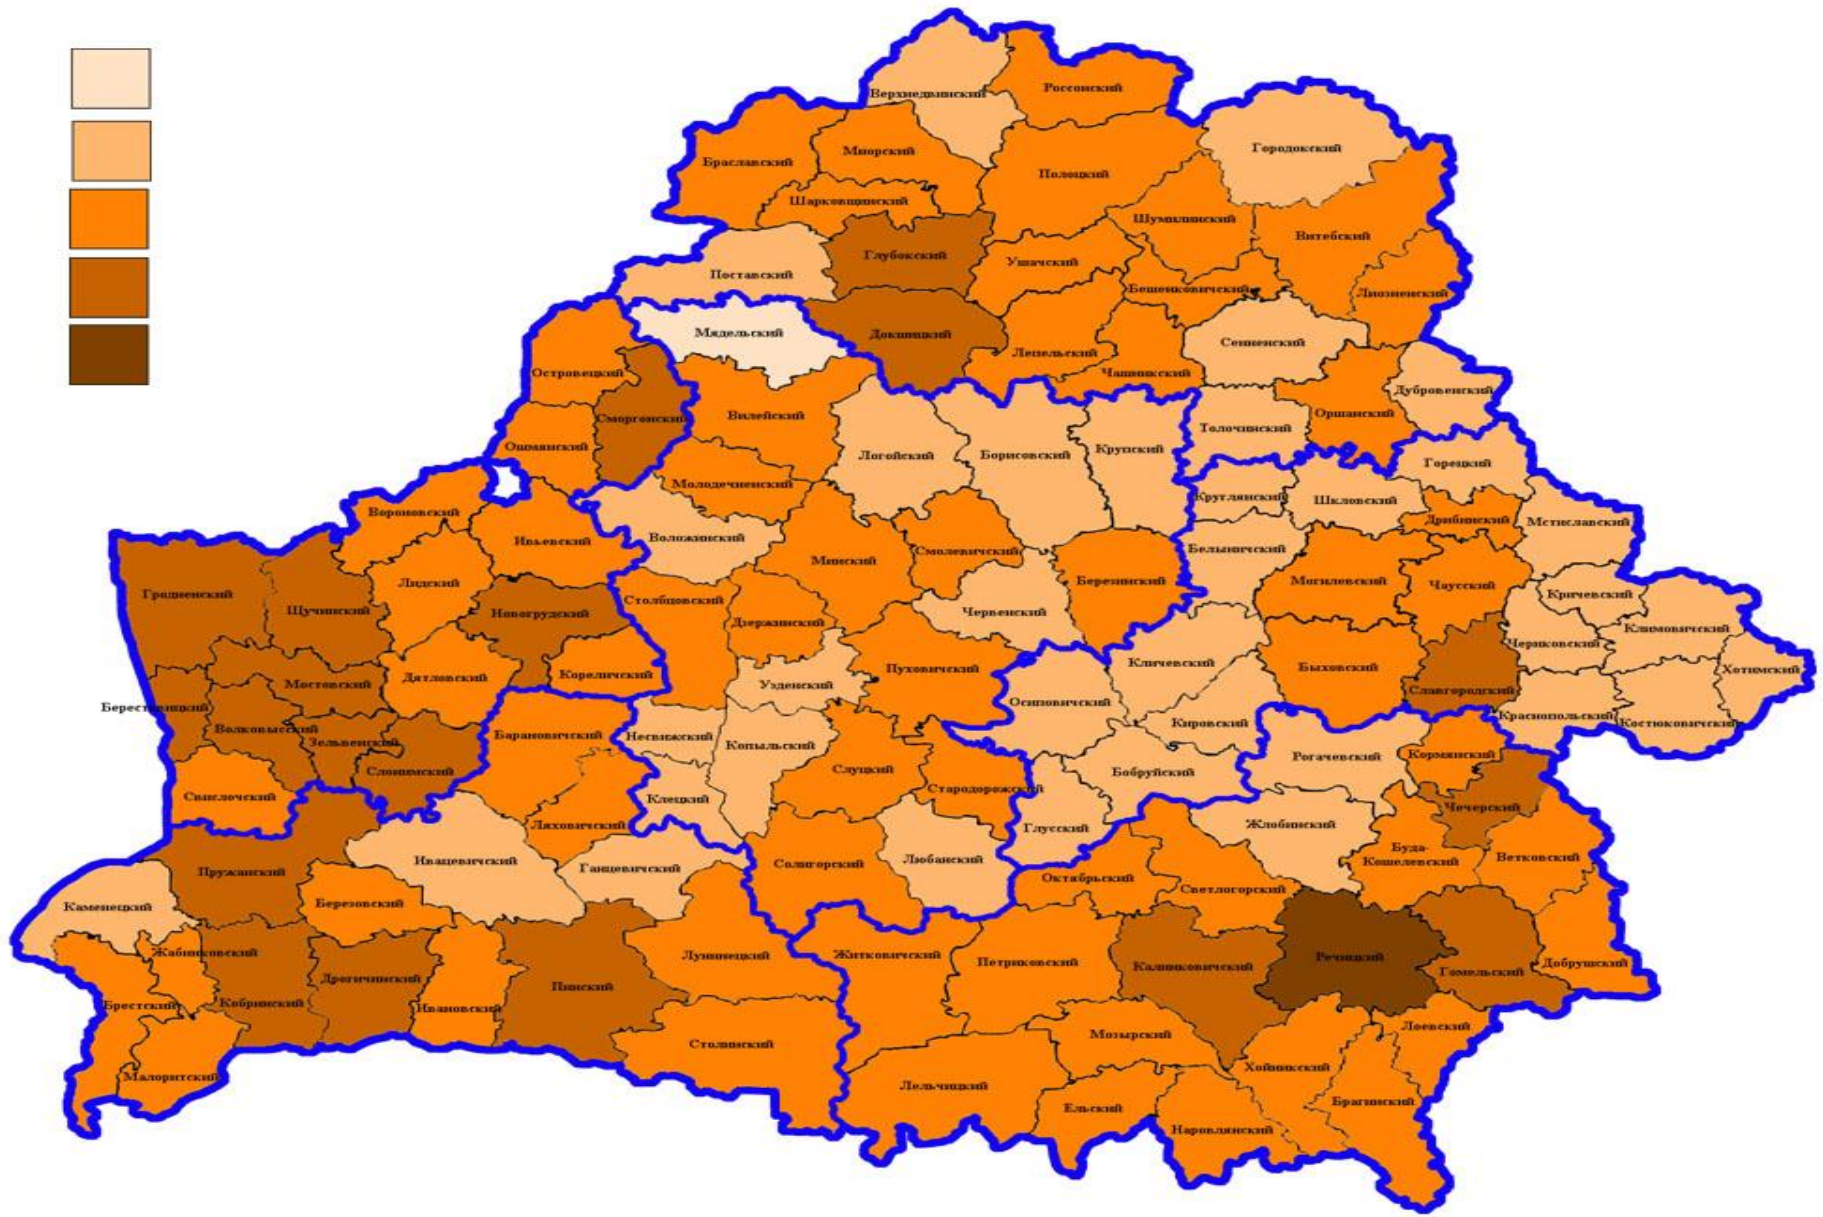 Верхнедвинский
Россонский
Браславский
Миорский
Городокский
Полоцкий
Шарковщинский
Шумилинский
Витебский
Глубокский
Ушачский
Поставский
Бешенковичский
Лиозненский
Мядельский
Докшицкий
Сенненский
Лепельский
Островецкий
Чашникский
Дубровенский
Сморгонский
Вилейский
Оршанский
Толочинский
Ошмянский
Логойский
Борисовский
Крупский
Горецкий
Молодечненский
Круглянский
Шкловский
Вороновский
Дрибинский
Мстиславский
Ивьевский
Воложинский
Смолевичский
Белыничский
Минский
Лидский
Березинский
Могилевский
Чаусский
Гродненский
Щучинский
Новогрудский
Столбцовский
Дзержинский
Червенский
Кричевский
Климовичский
Чериковский
Кличевский
Быховский
Хотимский
Дятловский
Кореличский
Пуховичский
Мостовский
Узденский
Славгородский
Осиповичский
Берестовицкий
Краснопольский
Костюковичский
Кировский
Волковысский
Зельвенский
Барановичский
Несвижский
Копыльский
Рогачевский
Кормянский
Слонимский
Слуцкий
Бобруйский
Стародорожский
Свислочский
Клецкий
Чечерский
Ляховичский
Глусский
Жлобинский
Буда-
Кошелевский
Ветковский
Ивацевичский
Ганцевичский
Солигорский
Любанский
Пружанский
Октябрьский
Светлогорский
Каменецкий
Березовский
Жабинковский
Лунинецкий
Житковичский
Петриковский
Калинковичский
Речицкий
Гомельский
Добрушский
Дрогичинский
Пинский
Брестский
Кобринский
Ивановский
Лоевский
Мозырский
Столинский
Хойникский
Малоритский
Лельчицкий
Брагинский
Ельский
Наровлянский